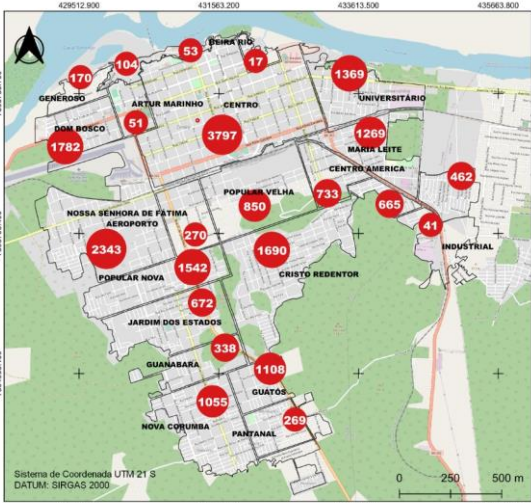 429512.900 431563.200 433613.500 435663.800
BEIRA RIO
53
17
104
170
1369
GENEROSO
ARTUR MARINHO
CENTRO
UNIVERSITÁRIO
51
DOM BOSCO
3797
1269
1782
MARIA LEITE
CENTRO AMERICA
462
POPULAR VELHA
733
850
665
NOSSA SENHORA DE FÁTIMA
AEROPORTO
41
270
2343
1690
INDUSTRIAL
1542
CRISTO REDENTOR
POPULAR NOVA
672
JARDIM DOS ESTADOS
338
GUANABARA
1108
GUATÓS
1055
269
NOVA CORUMBA
PANTANAL
Sistema de Coordenada UTM 21 S
DATUM: SIRGAS 2000
0 250 500 m